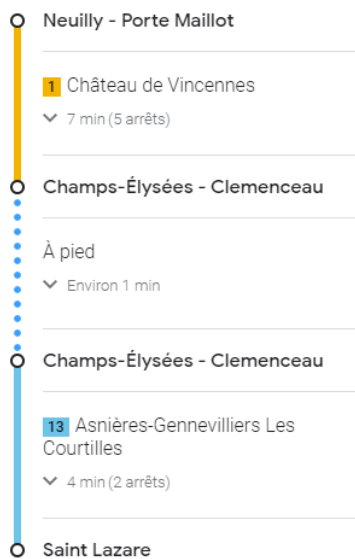 Neuilly - Porte Maillot
1 Château de Vincennes
7 min (5 arrêts)
Champs-Élysées - Clemenceau
À pied
Environ 1 min
Champs-Élysées - Clemenceau
13 Asnières-Gennevilliers Les
Courtilles
4 min (2 arrêts)
Saint Lazare